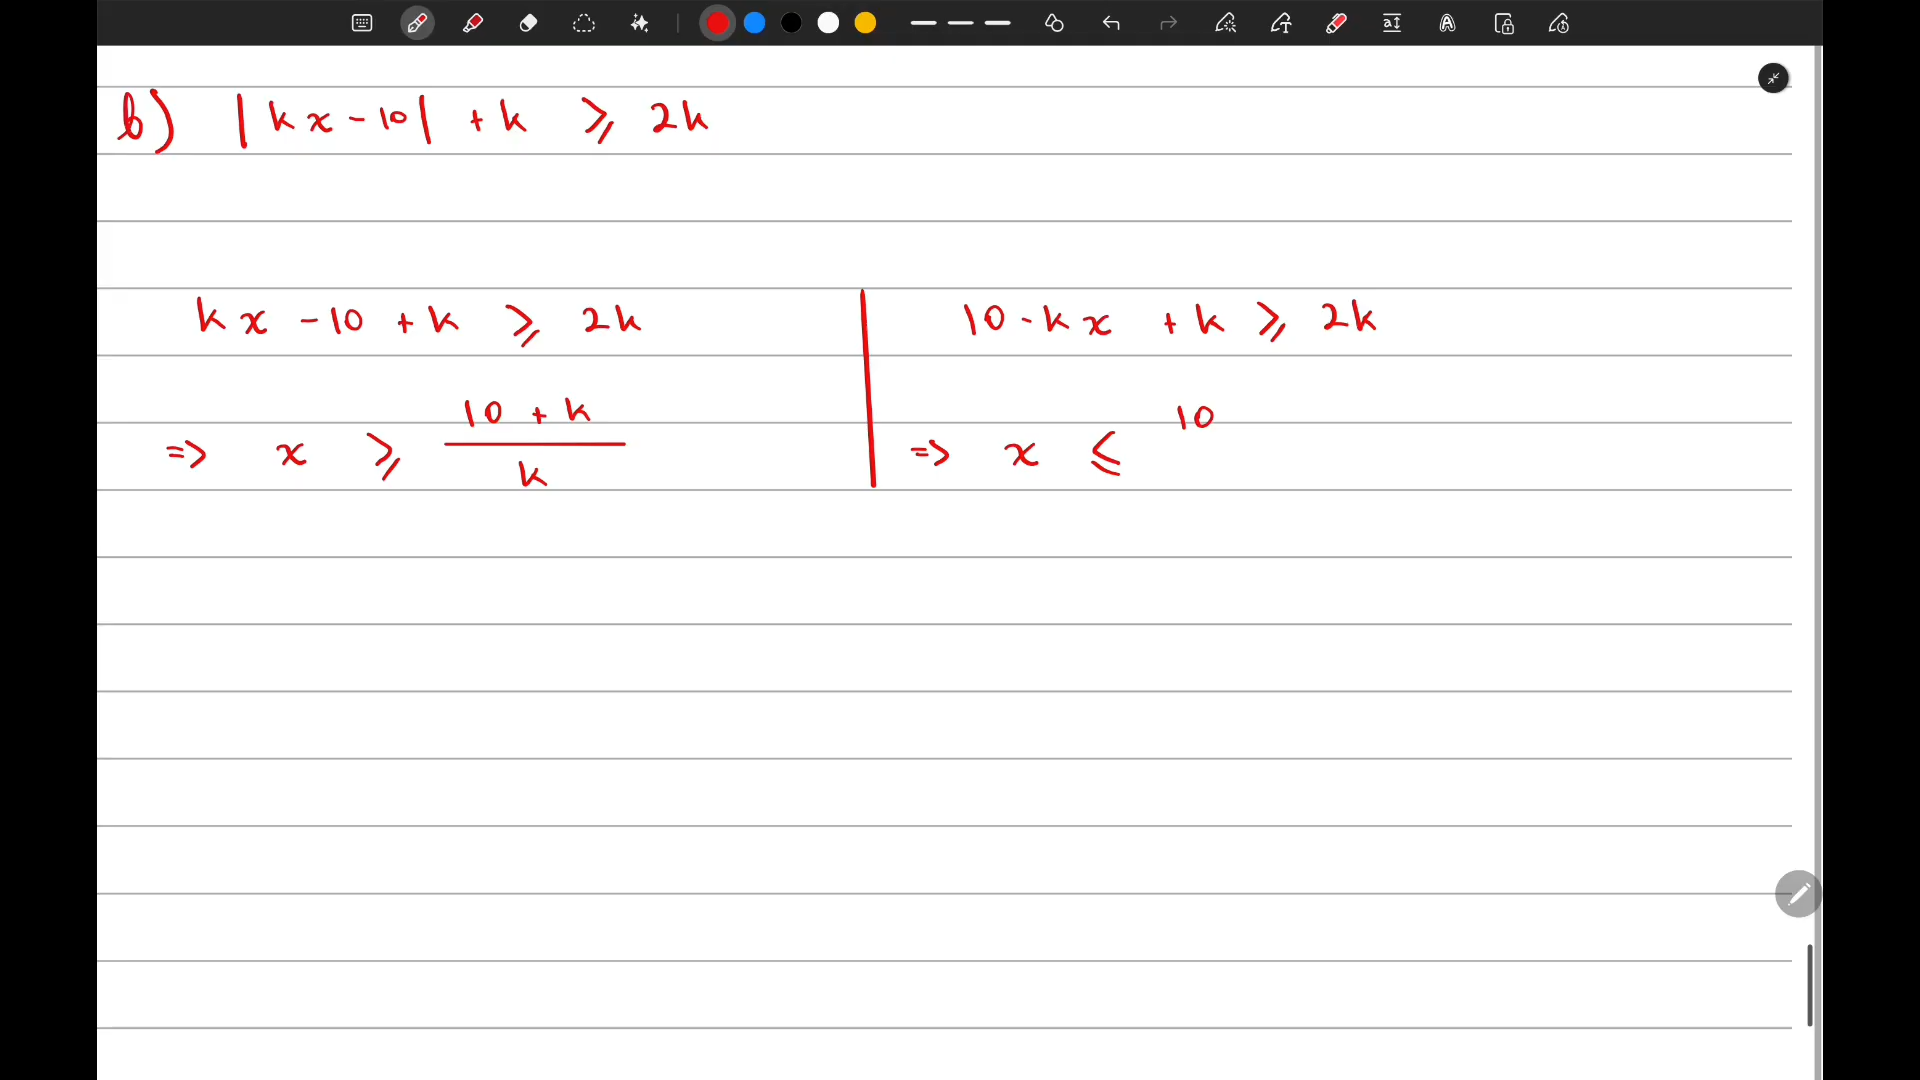 b) |kx - 10| + k ⩾ 2k
kx - 10 + k ⩾ 2k
=> x ⩾ (10 + k)/k
10 - kx + k ⩾ 2k
=> x ⩽ 10